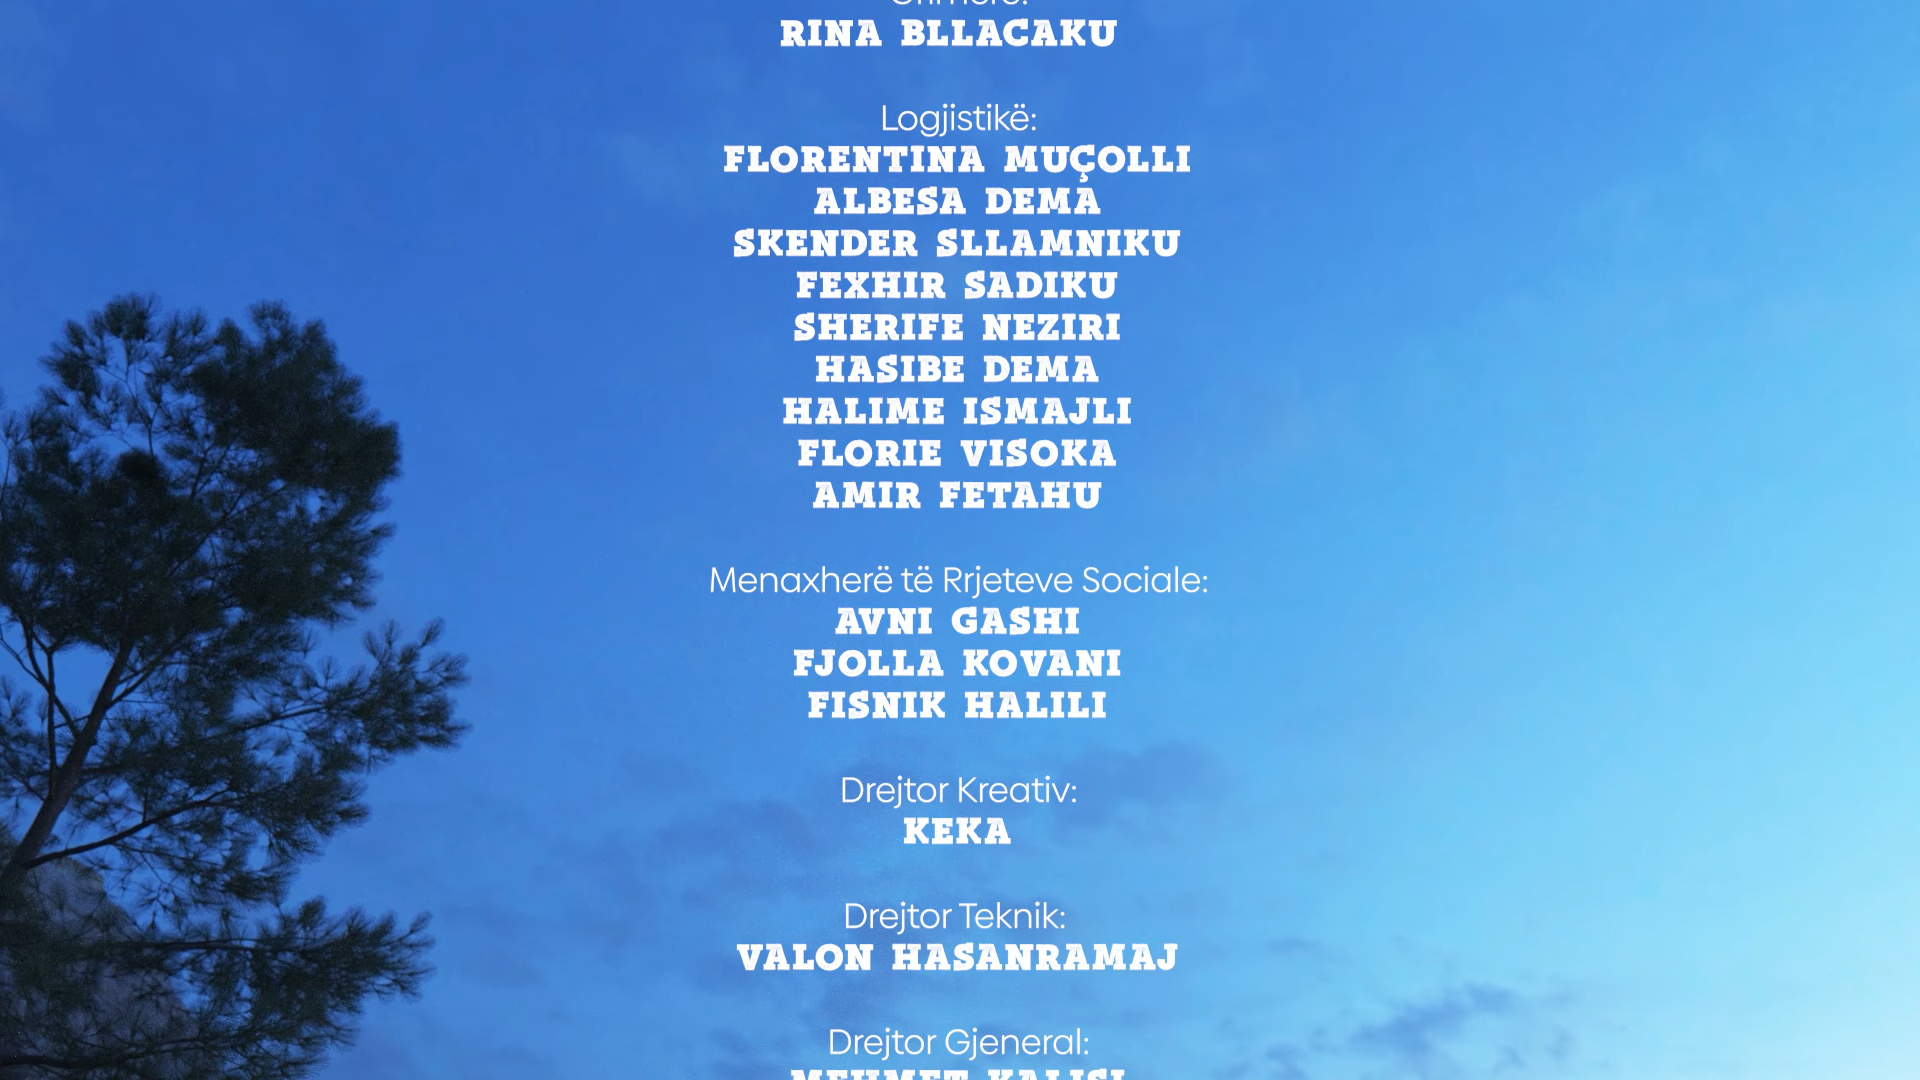 RINA BLLACAKU
Logjistikë:
FLORENTINA MUÇOLLI
ALBESA DEMA
SKENDER SLLAMNIKU
FEXHIR SADIKU
SHERIFE NEZIRI
HASIBE DEMA
HALIME ISMAJLI
FLORIE VISOKA
AMIR FETAHU
Menaxherë të Rrjeteve Sociale:
AVNI GASHI
FJOLLA KOVANI
FISNIK HALILI
Drejtor Kreativ:
KEKA
Drejtor Teknik:
VALON HASANRAMAJ
Drejtor Gjeneral: